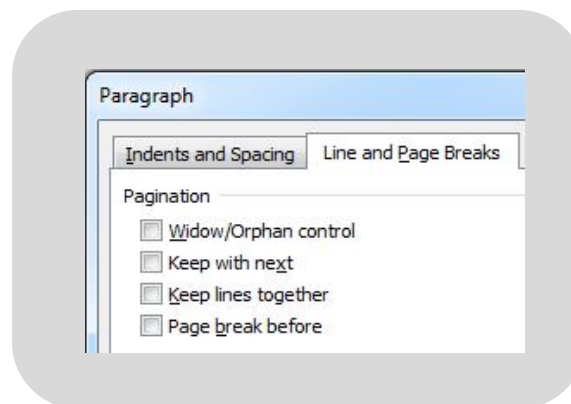 Paragraph
Indents and Spacing Line and Page Breaks
Pagination
Widow/Orphan control
Keep with next
Keep lines together
Page break before